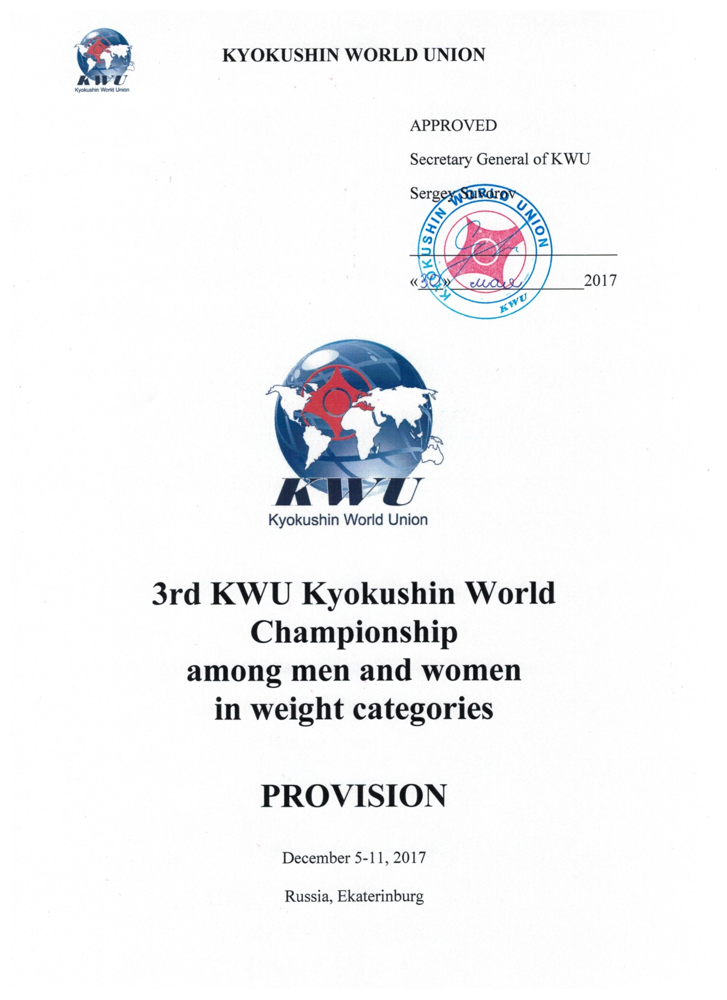 KYOKUSHIN WORLD UNION
KWU
Kyokushin World Union
APPROVED
Secretary General of KWU
Sergey Suvorov
KYOKUSHIN WORLD UNION
KWU
«30» мая 2017
KWU
Kyokushin World Union
3rd KWU Kyokushin World
Championship
among men and women
in weight categories
PROVISION
December 5-11, 2017
Russia, Ekaterinburg